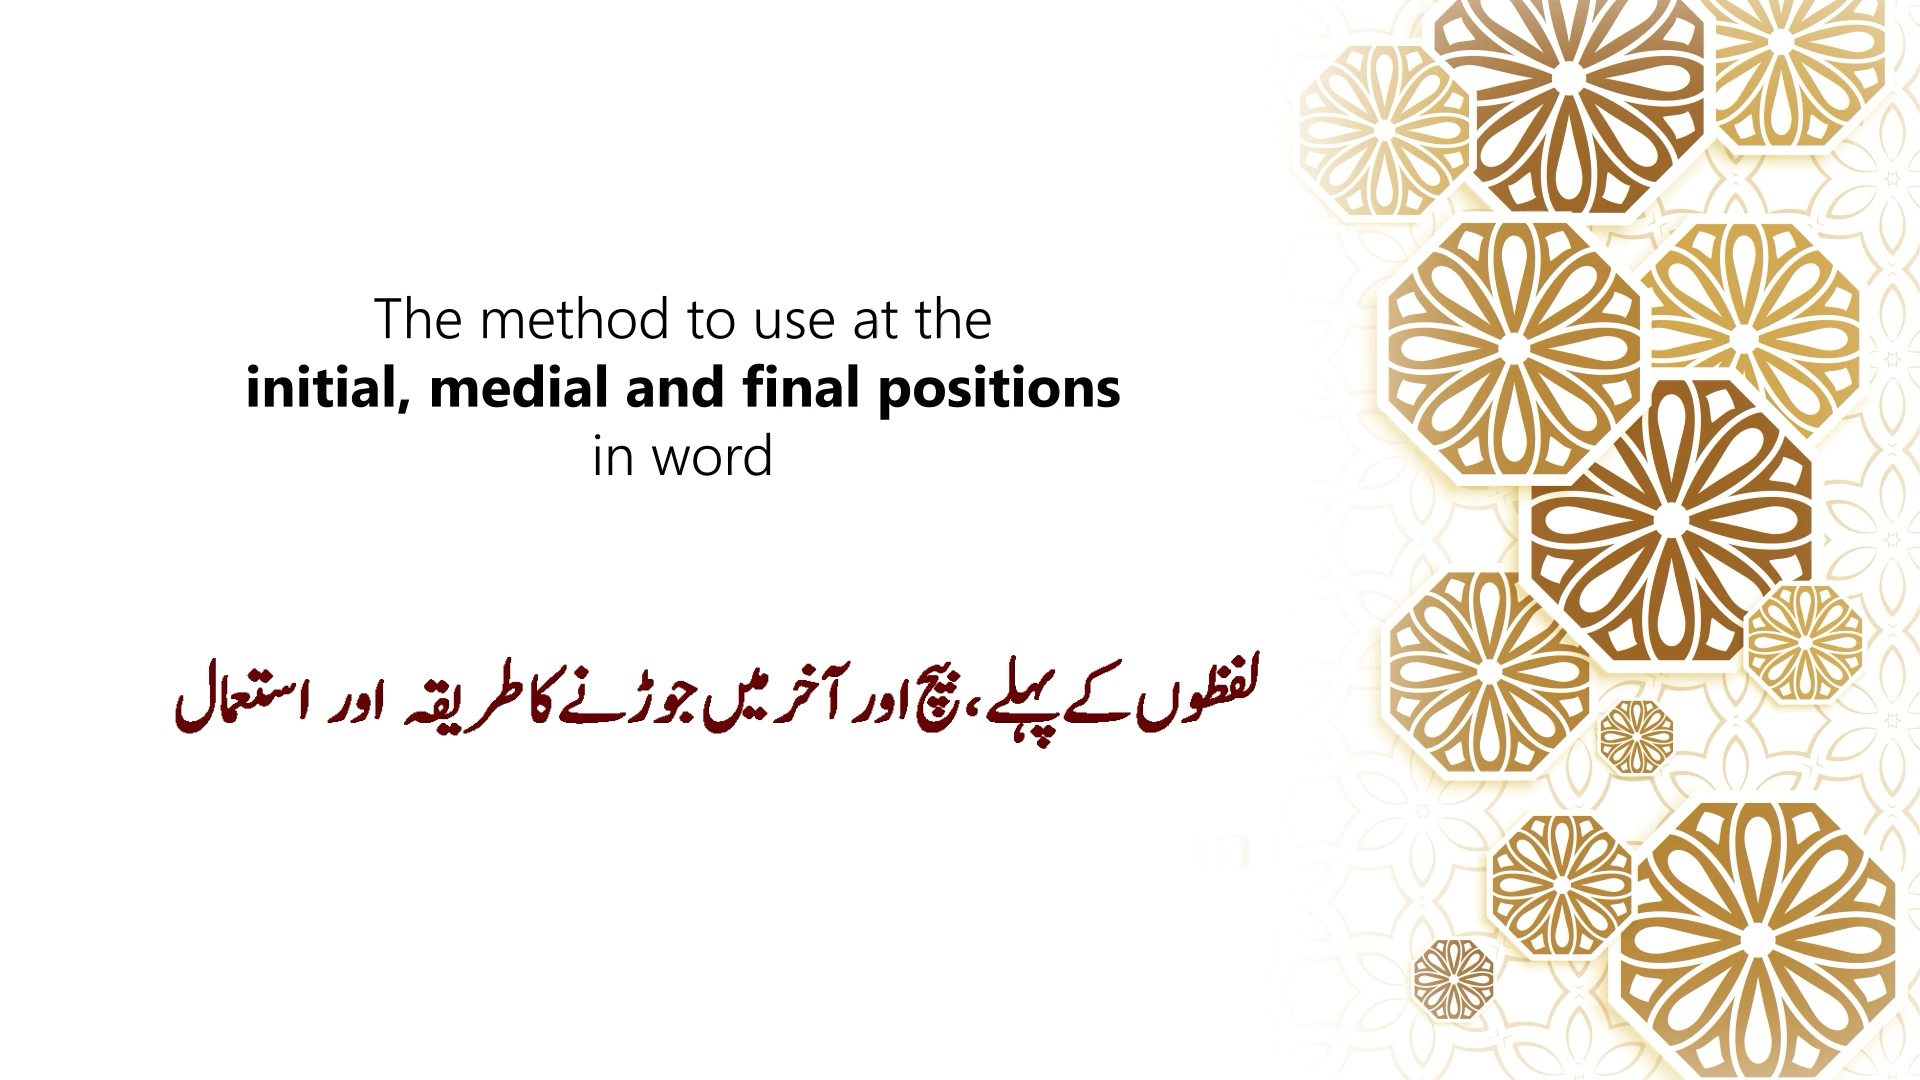 The method to use at the
initial, medial and final positions
in word
لفظوں کے پہلے، بیچ اور آخر میں جوڑنے کا طریقہ اور استعمال
n